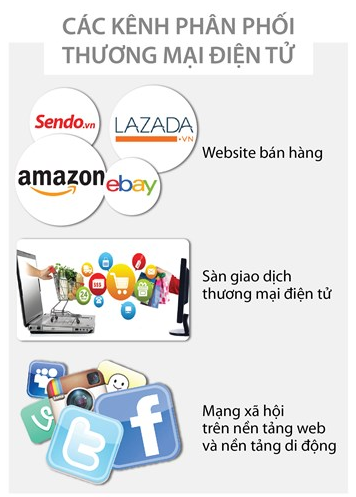 CÁC KÊNH PHÂN PHỐI
THƯƠNG MẠI ĐIỆN TỬ
Sendo.vn
LAZADA
.VN
amazon
ebay
Website bán hàng
24
Sàn giao dịch
thương mại điện tử
Mạng xã hội
trên nền tảng web
và nền tảng di động